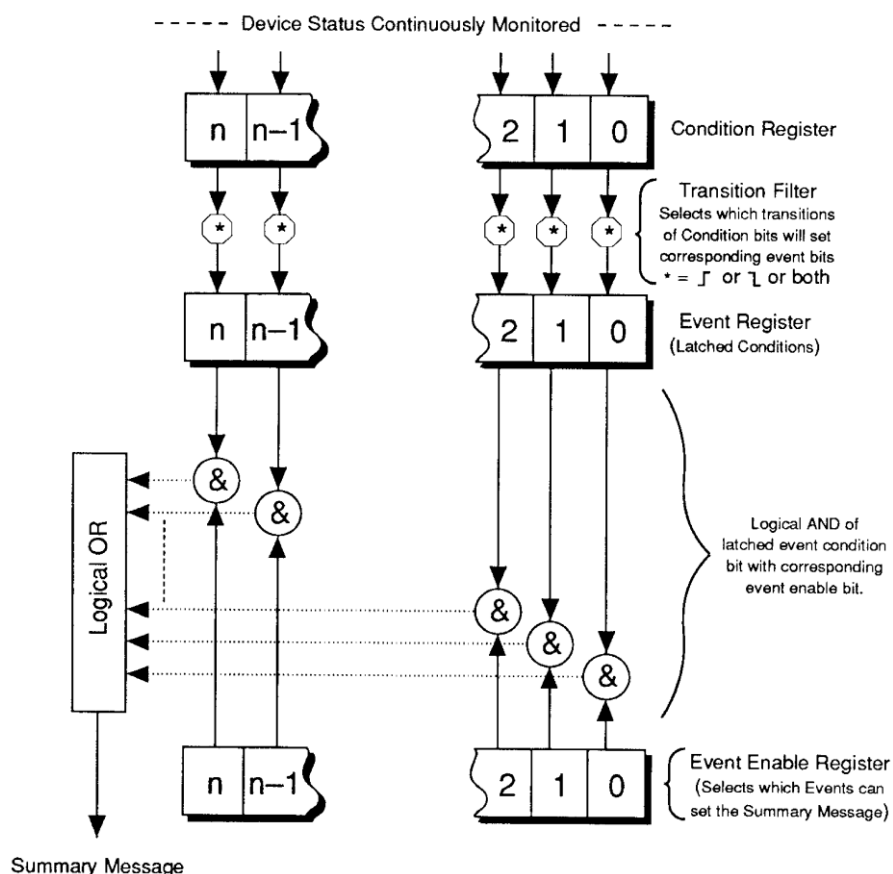 Device Status Continuously Monitored
n n–1 2 1 0
Condition Register
Transition Filter
Selects which transitions
of Condition bits will set
corresponding event bits
* * * * *
* = or or both
n n–1 2 1 0
Event Register
(Latched Conditions)
&
&
Logical OR
Logical AND of
latched event condition
bit with corresponding
event enable bit.
&
&
&
n n–1 2 1 0
Event Enable Register
(Selects which Events can
set the Summary Message)
Summary Message